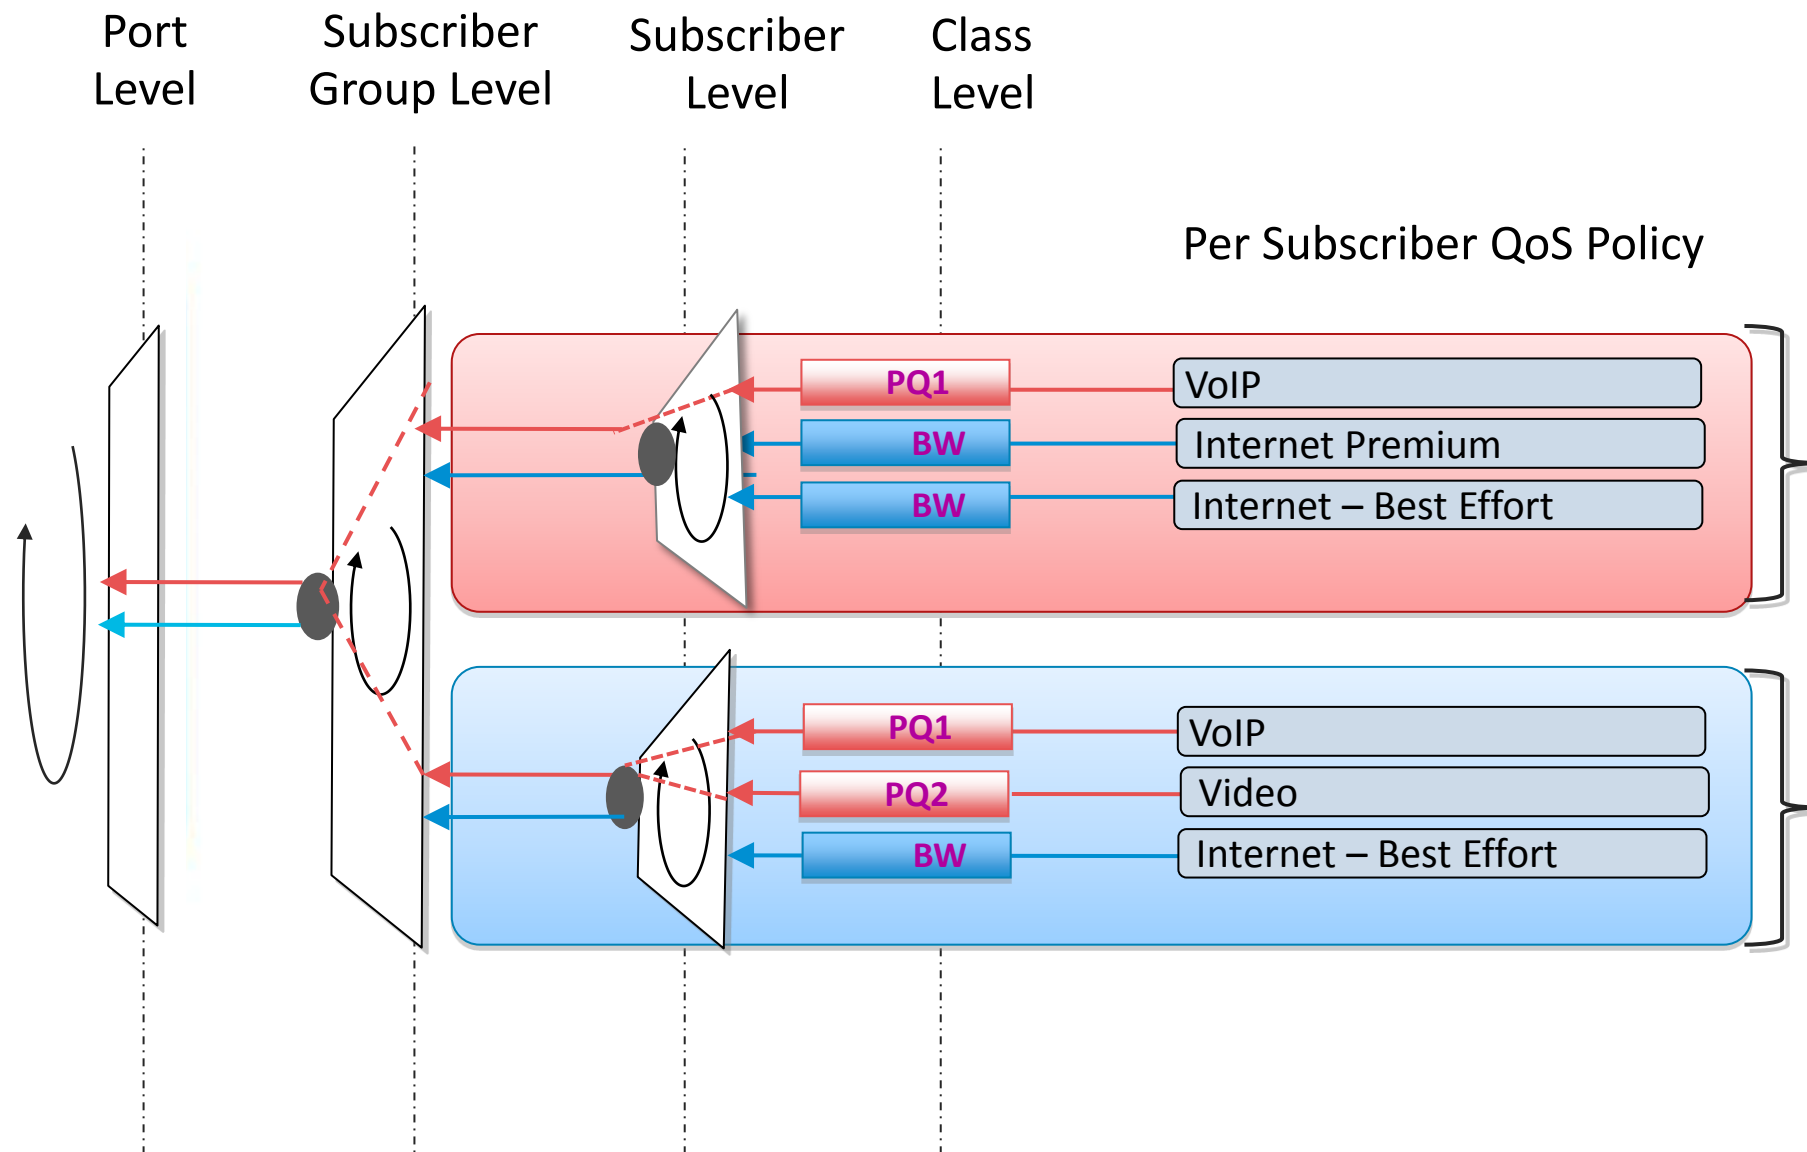 Port
Level
Subscriber
Group Level
Subscriber
Level
Class
Level
Per Subscriber QoS Policy
PQ1
VoIP
BW
Internet Premium
BW
Internet – Best Effort
PQ1
VoIP
PQ2
Video
BW
Internet – Best Effort